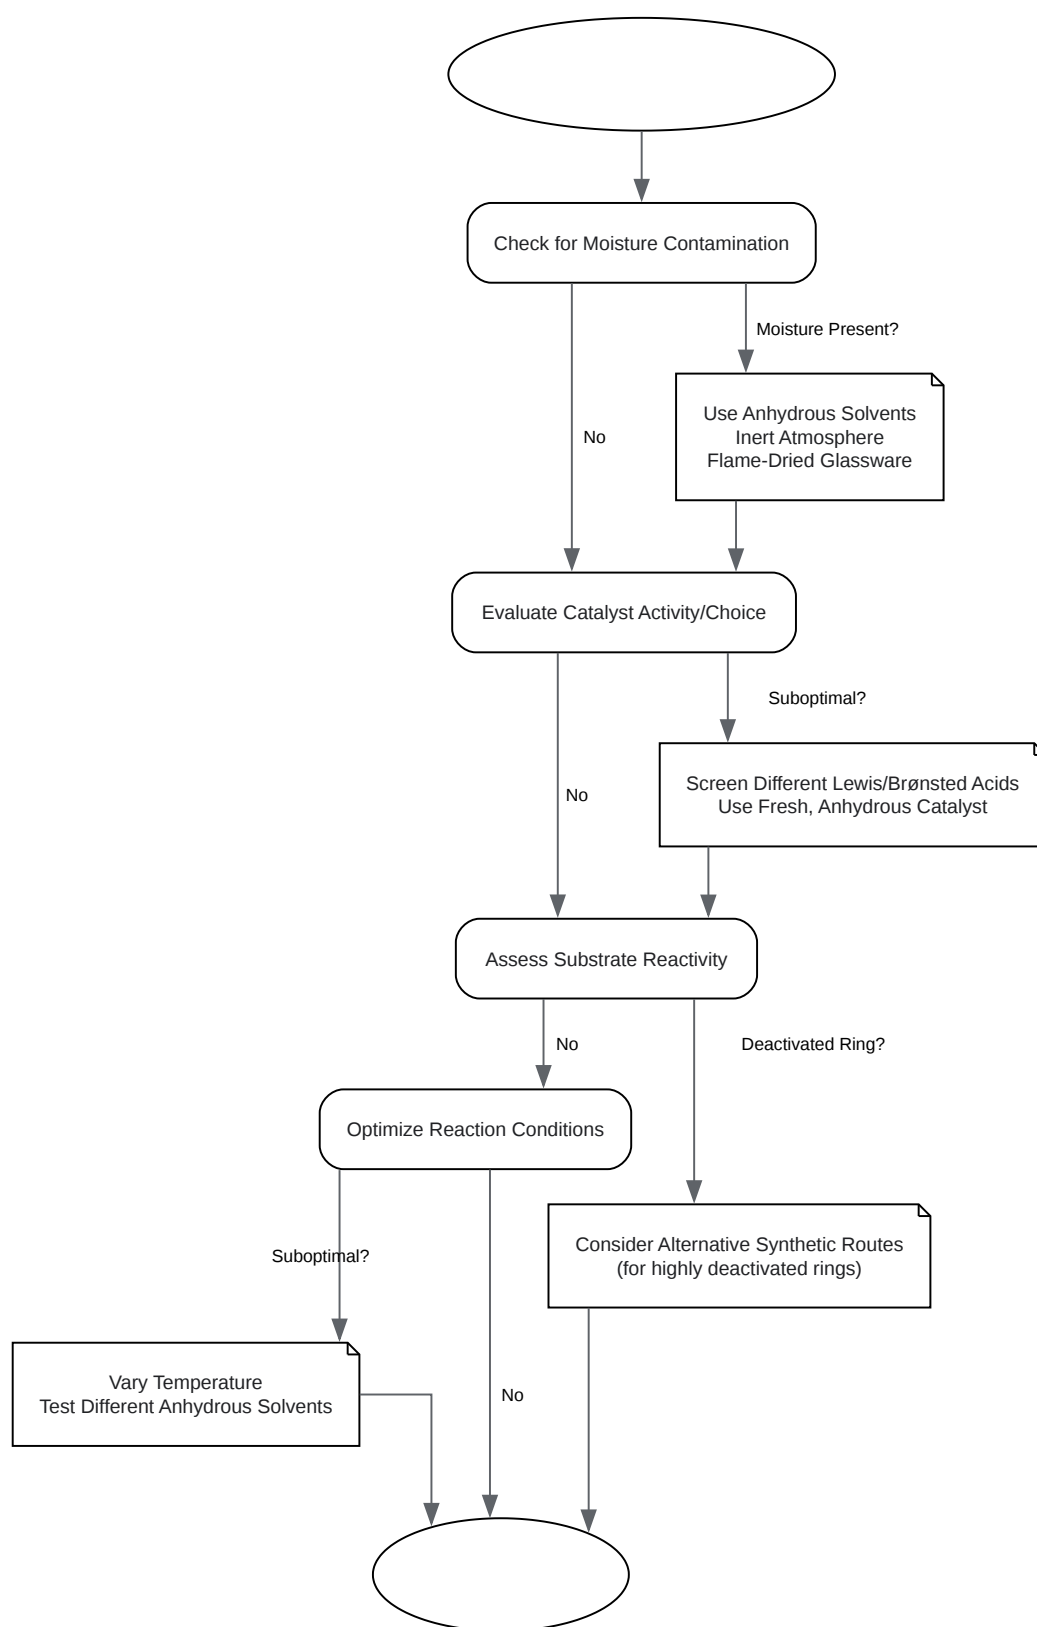 Check for Moisture Contamination
Moisture Present?
Use Anhydrous Solvents
Inert Atmosphere
Flame-Dried Glassware
No
Evaluate Catalyst Activity/Choice
Suboptimal?
Screen Different Lewis/Brønsted Acids
Use Fresh, Anhydrous Catalyst
No
Assess Substrate Reactivity
No
Deactivated Ring?
Optimize Reaction Conditions
Consider Alternative Synthetic Routes
(for highly deactivated rings)
Suboptimal?
Vary Temperature
Test Different Anhydrous Solvents
No